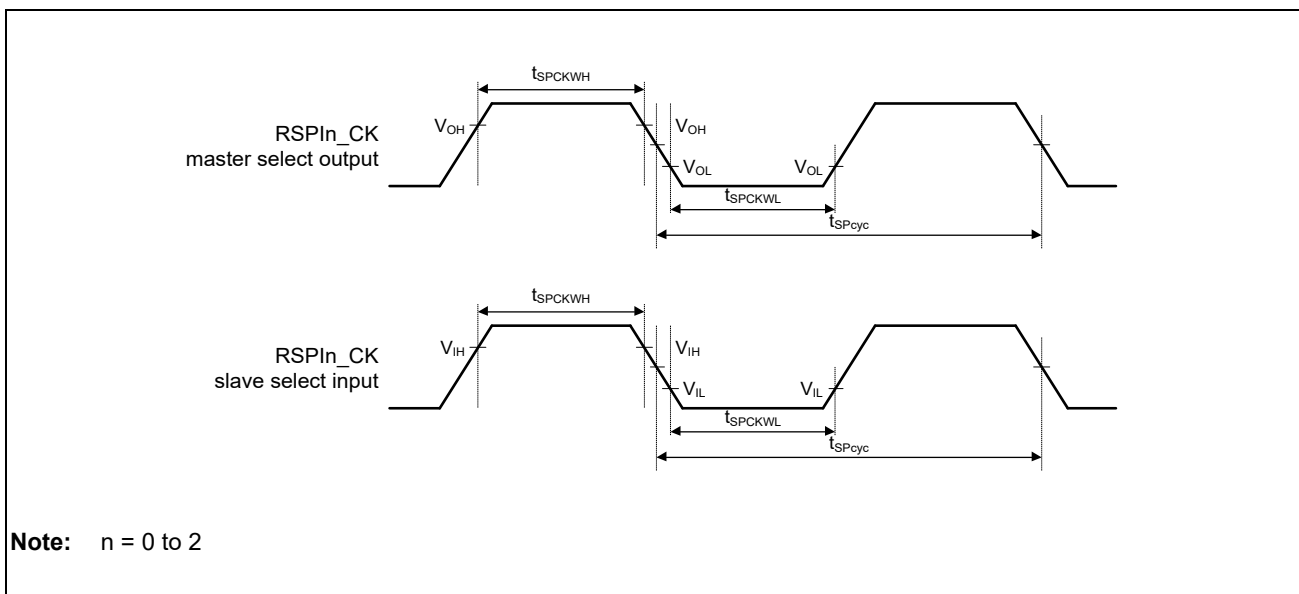 tSPCKWH
RSPIn_CK
master select output
VOH
VOH
VOL
VOL
tSPCKWL
tSPcyc
tSPCKWH
RSPIn_CK
slave select input
VIH
VIH
VIL
VIL
tSPCKWL
tSPcyc
Note: n = 0 to 2